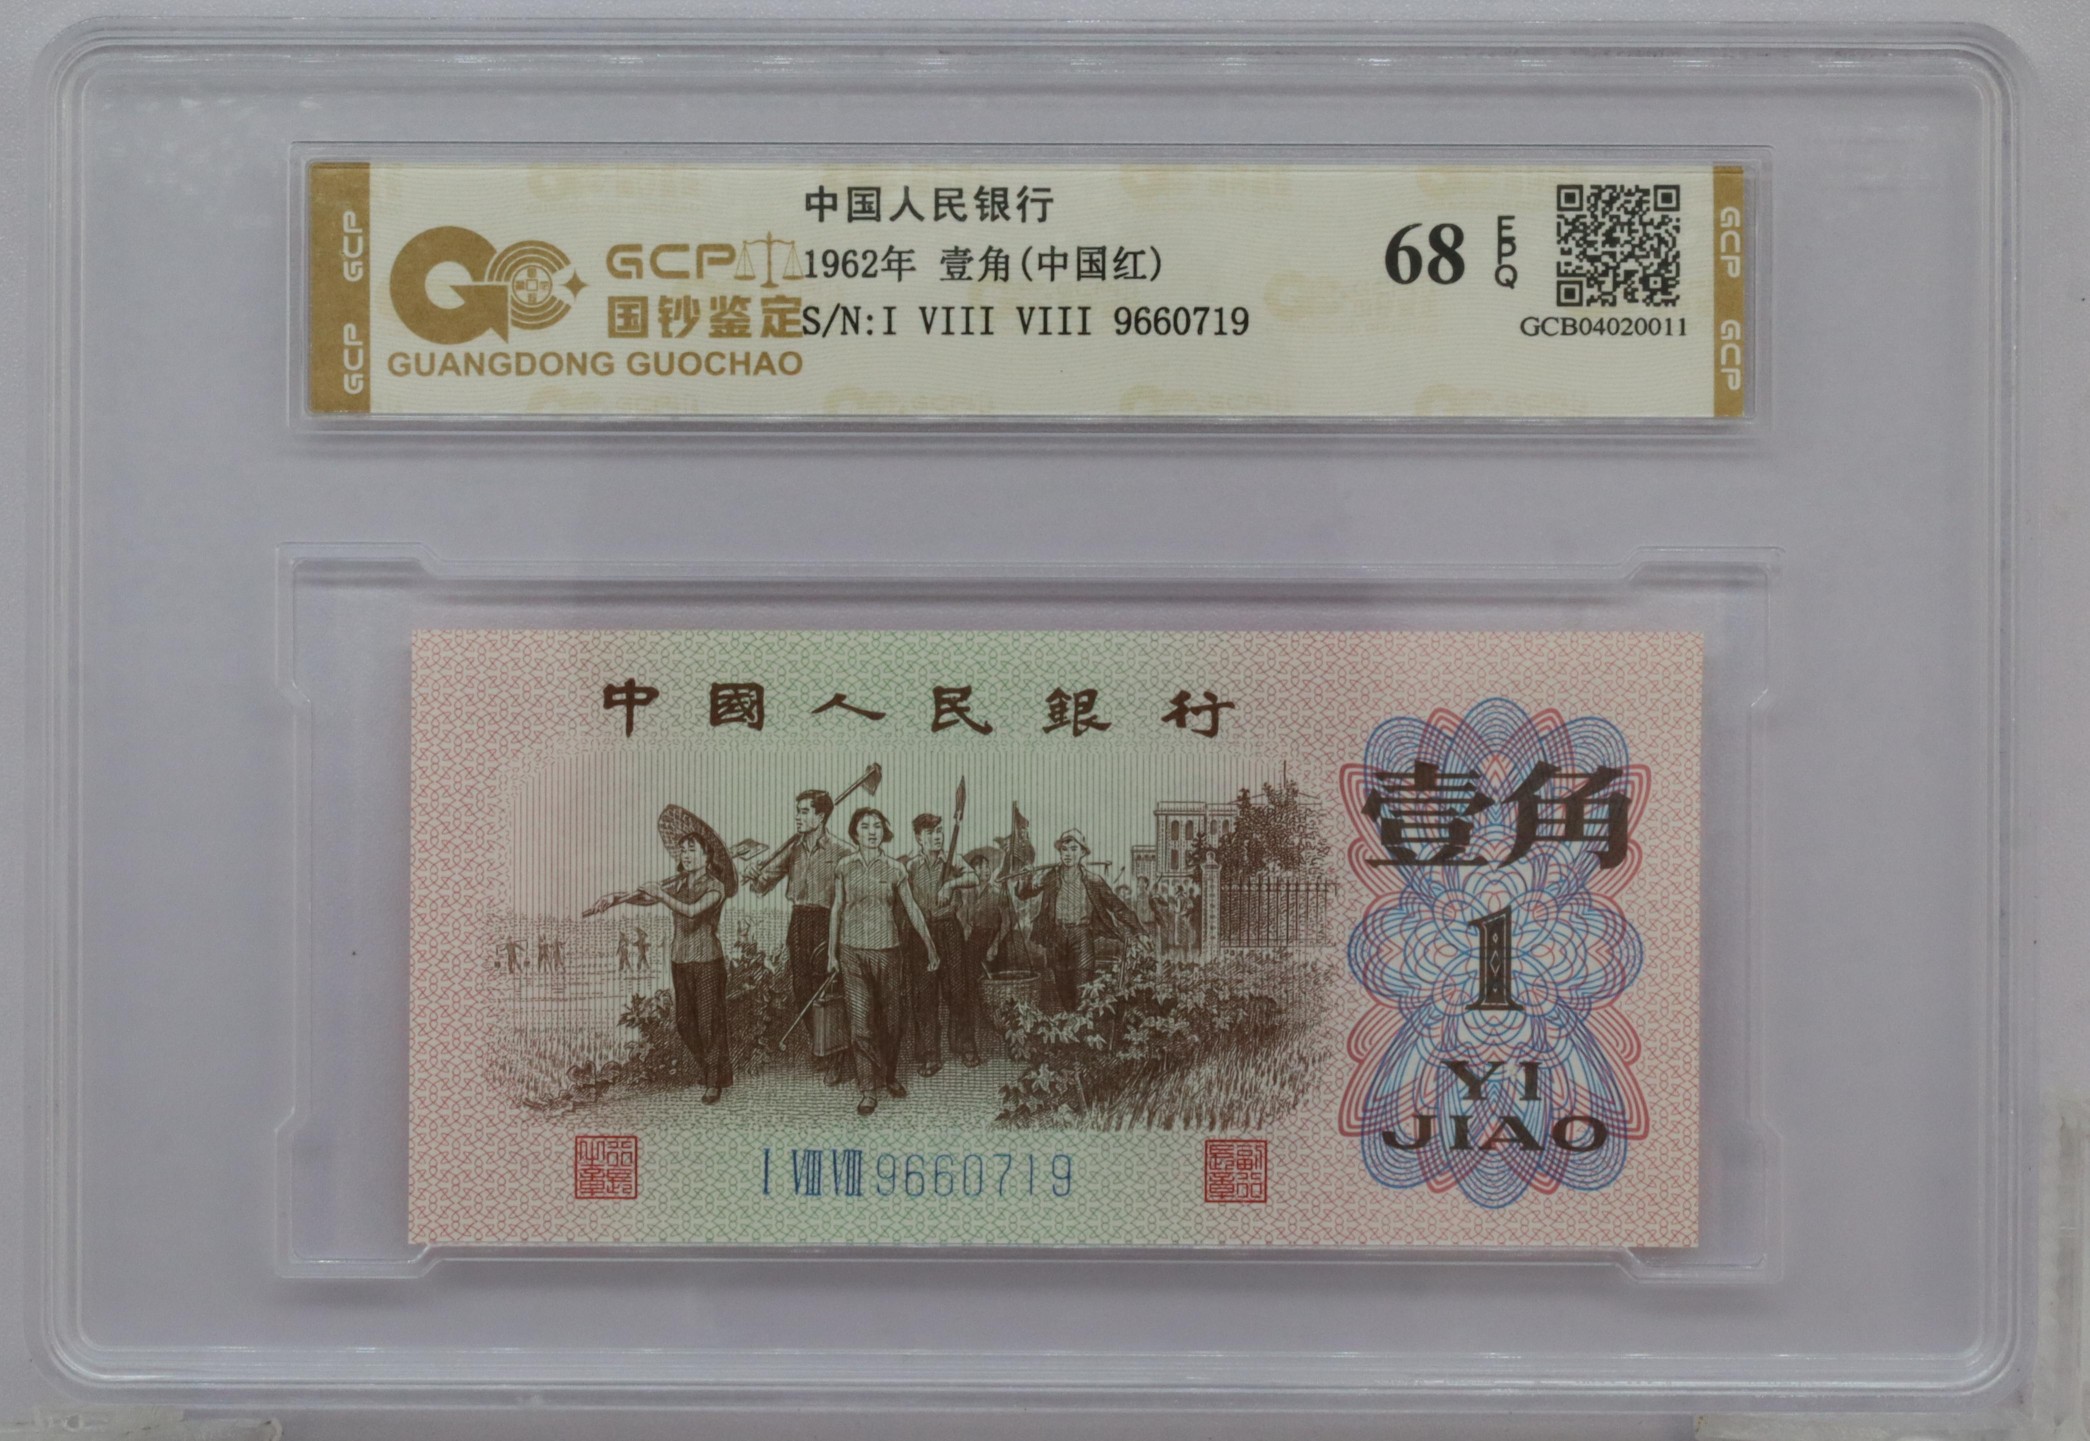 中国人民银行
GCP
国钞鉴定
GUANGDONG GUOCHAO
1962年 壹角(中国红)
S/N:I VIII VIII 9660719
68 EPQ
GCB04020011
GCP GCP
GCP GCP
中國人民銀行
壹角
1
YI
JIAO
I VIII VIII 9660719